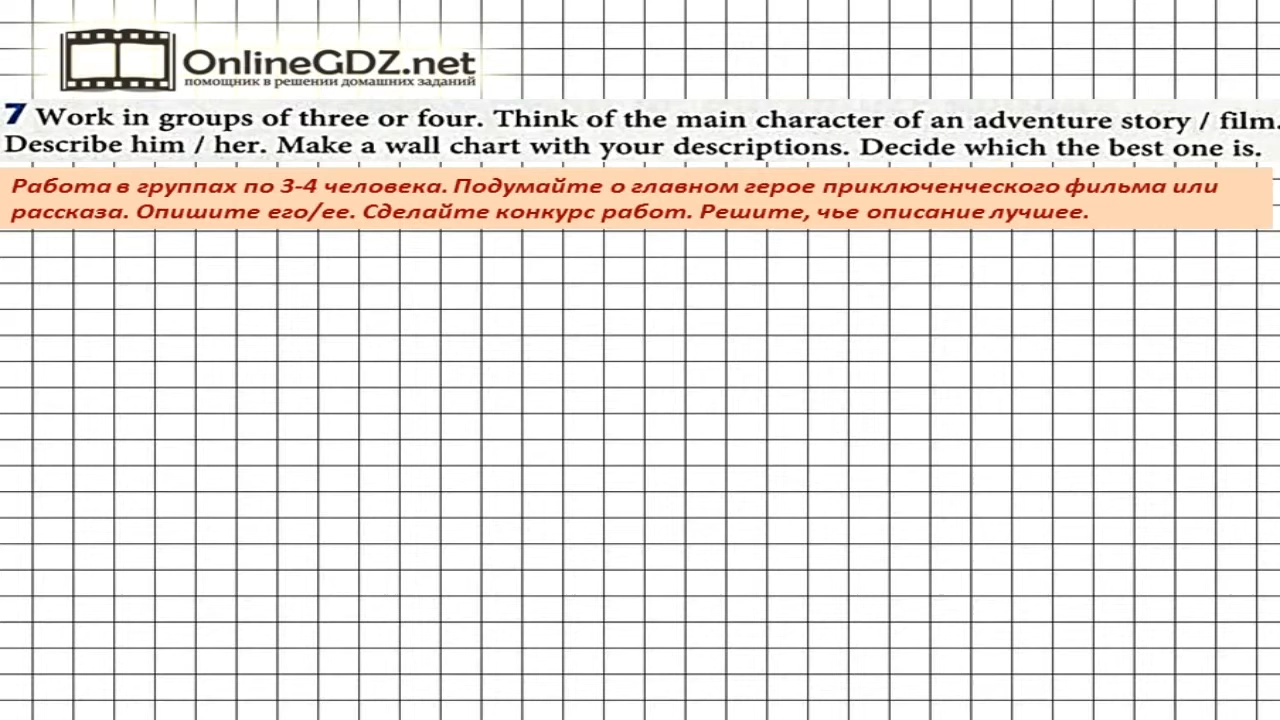 OnlineGDZ.net
помощник в решении домашних заданий
7 Work in groups of three or four. Think of the main character of an adventure story / film.
Describe him / her. Make a wall chart with your descriptions. Decide which the best one is.
Работа в группах по 3-4 человека. Подумайте о главном герое приключенческого фильма или
рассказа. Опишите его/ее. Сделайте конкурс работ. Решите, чье описание лучшее.